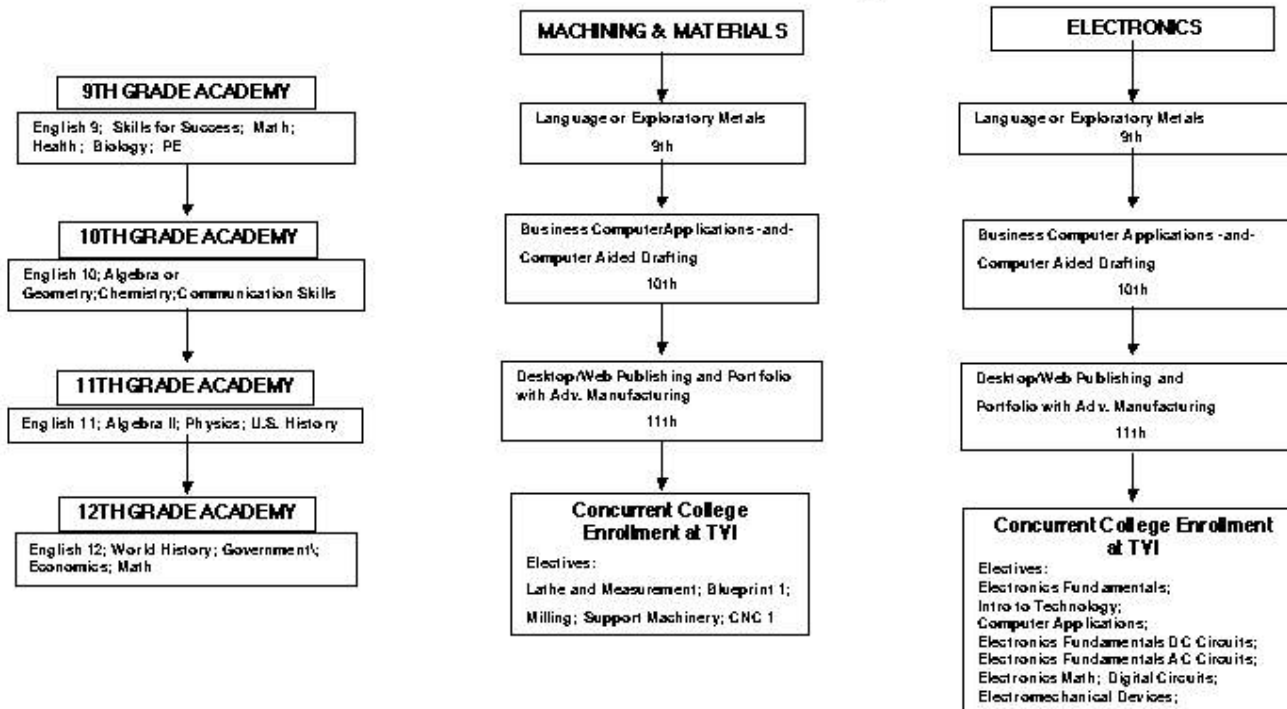 9TH GRADE ACADEMY
English 9; Skills for Success; Math;
Health; Biology; PE
10TH GRADE ACADEMY
English 10; Algebra or
Geometry;Chemistry;Communication Skills
11TH GRADE ACADEMY
English 11; Algebra II; Physics; U.S. History
12TH GRADE ACADEMY
English 12; World History; Government\;
Economics; Math
MACHINING & MATERIALS
Language or Exploratory Metals
9th
Business ComputerApplications -and-
Computer Aided Drafting
10th
Desktop/Web Publishing and Portfolio
with Adv. Manufacturing
11th
Concurrent College
Enrollment at TVI
Electives:
Lathe and Measurement; Blueprint 1;
Milling; Support Machinery; CNC 1
ELECTRONICS
Language or Exploratory Metals
9th
Business Computer Applications -and-
Computer Aided Drafting
10th
Desktop/Web Publishing and
Portfolio with Adv. Manufacturing
11th
Concurrent College Enrollment
at TVI
Electives:
Electronics Fundamentals;
Intro to Technology;
Computer Applications;
Electronics Fundamentals DC Circuits;
Electronics Fundamentals AC Circuits;
Electronics Math; Digital Circuits;
Electromechanical Devices;